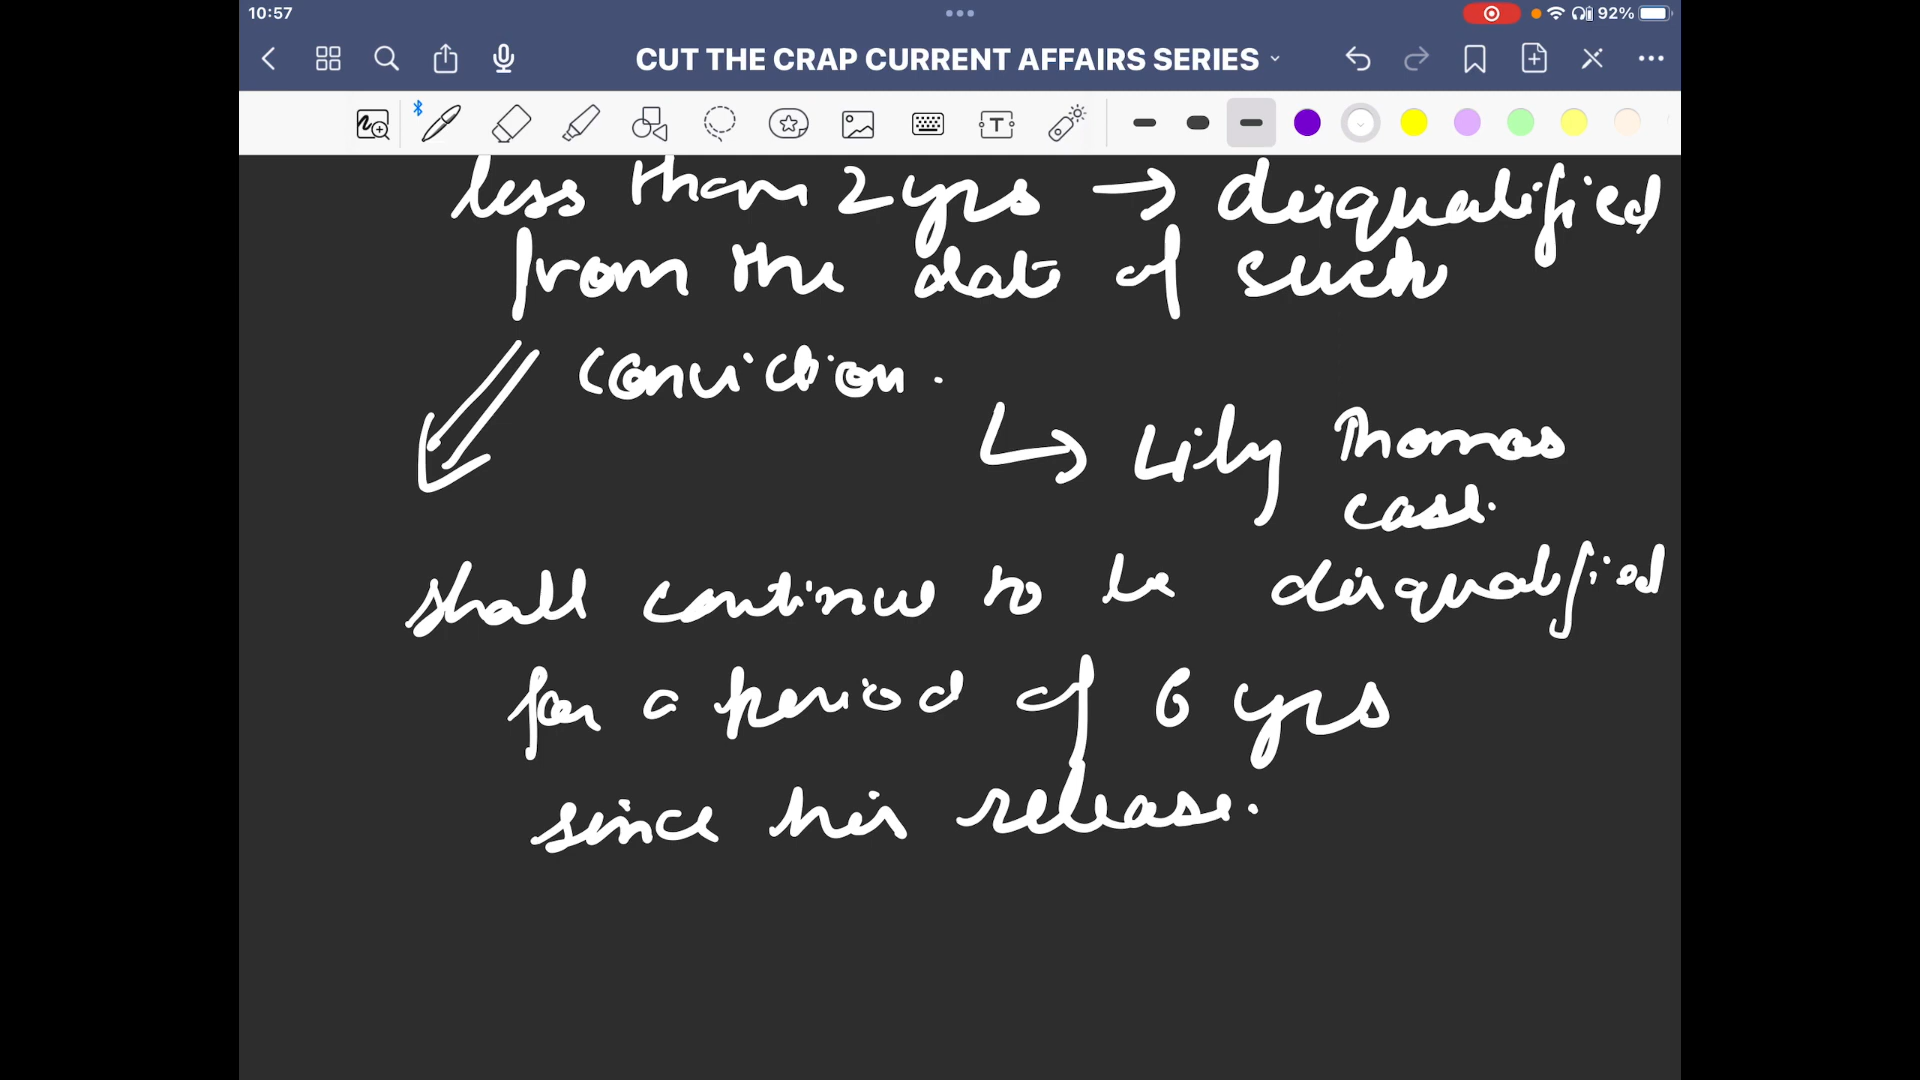 10:57
92%
CUT THE CRAP CURRENT AFFAIRS SERIES
less than 2 yrs → disqualified
from the date of such
conviction.
↳ Lily Thomas
case.
shall continue to be disqualified
for a period of 6 yrs
since his release.